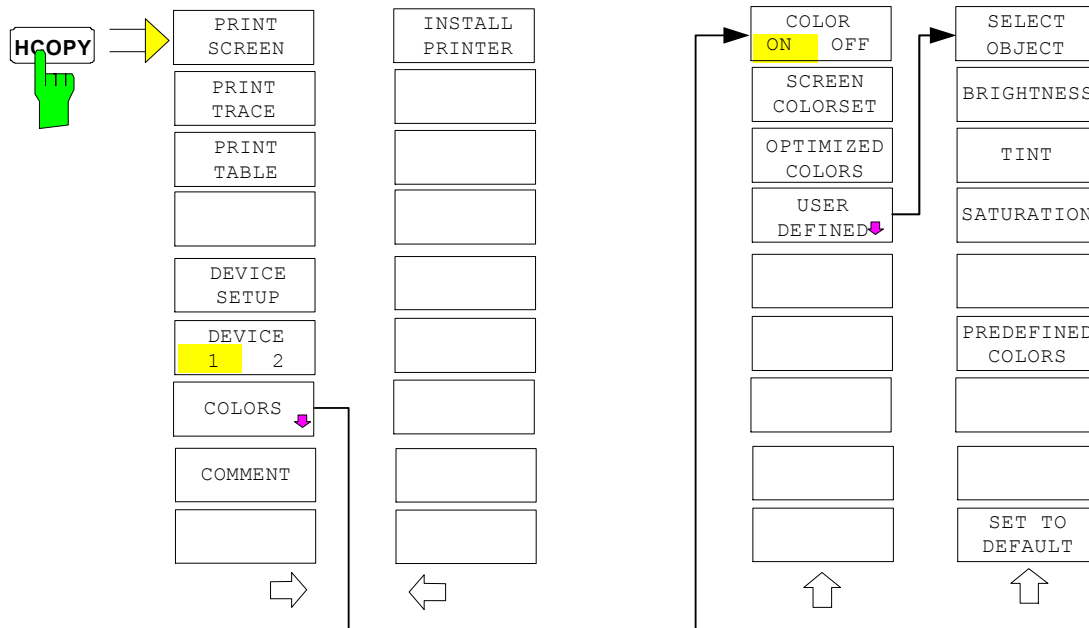 HCOPY
PRINT
SCREEN
PRINT
TRACE
PRINT
TABLE
DEVICE
SETUP
DEVICE
1 2
COLORS
COMMENT
INSTALL
PRINTER
COLOR
ON OFF
SCREEN
COLORSET
OPTIMIZED
COLORS
USER
DEFINED
SELECT
OBJECT
BRIGHTNESS
TINT
SATURATION
PREDEFINED
COLORS
SET TO
DEFAULT